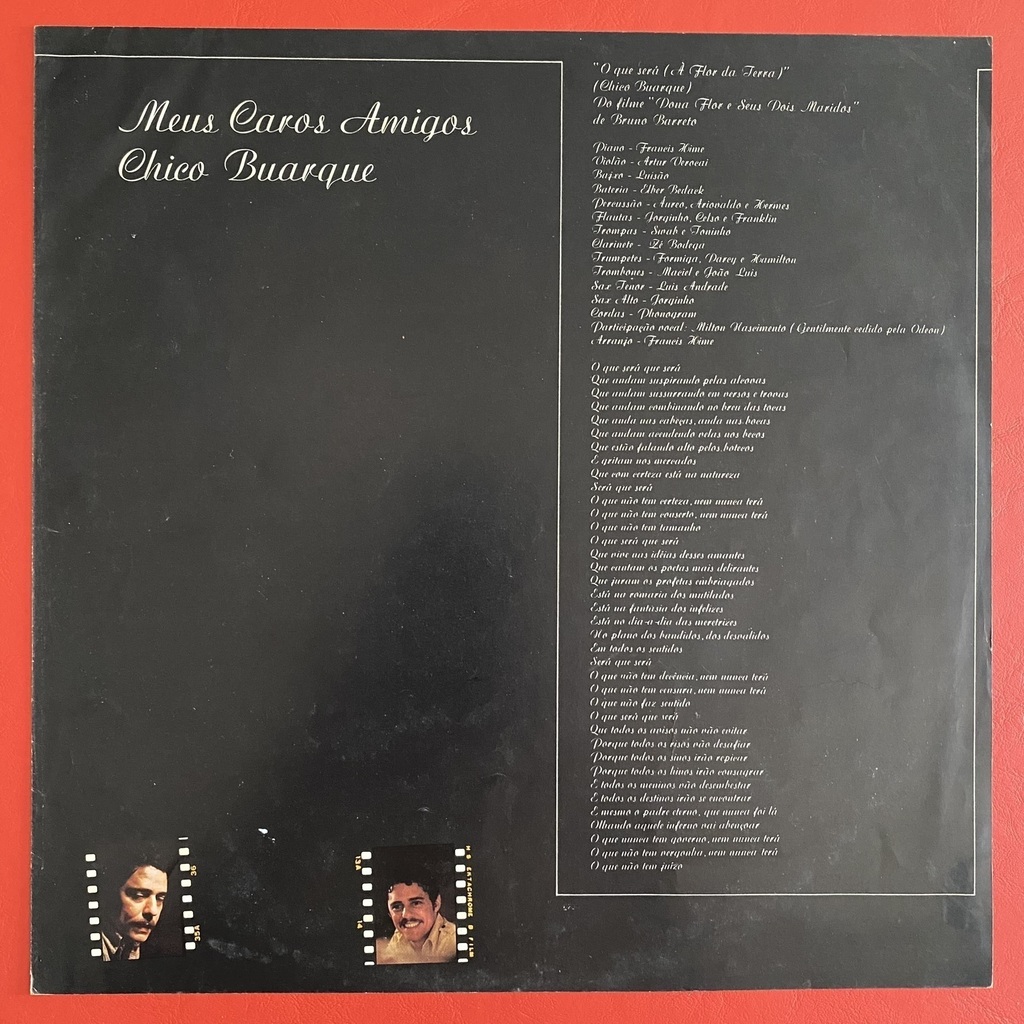 Meus Caros Amigos
Chico Buarque
"O que será (À Flor da Terra)"
(Chico Buarque)
Do filme "Dona Flor e Seus Dois Maridos"
de Bruno Barreto
Piano - Francis Hime
Violão - Artur Verocai
Baixo - Luisão
Bateria - Elber Bedack
Percussão - Áureo, Ariovaldo e Hermes
Flautas - Jorginho, Celso e Franklin
Trompas - Swab e Toninho
Clarinete - Zé Bodega
Trumpetes - Formiga, Darcy e Hamilton
Trombones - Maciel e João Luis
Sax Tenor - Luis Andrade
Sax Alto - Jorginho
Cordas - Phonogram
Participação vocal: Milton Nascimento (Gentilmente cedido pela Odeon)
Arranjo - Francis Hime
O que será que será
Que andam suspirando pelas alcovas
Que andam sussurrando em versos e trovas
Que andam combinando no breu das tocas
Que anda nas cabeças, anda nas bocas
Que andam acendendo velas nos becos
Que estão falando alto pelos botecos
E gritam nos mercados
Que com certeza está na natureza
Será que será
O que não tem certeza, nem nunca terá
O que não tem conserto, nem nunca terá
O que não tem tamanho
O que será que será
Que vive nas idéias desses amantes
Que cantam os poetas mais delirantes
Que juram os profetas embriagados
Está na romaria dos mutilados
Está na fantasia dos infelizes
Está no dia-a-dia das meretrizes
No plano dos bandidos, dos desvalidos
Em todos os sentidos
Será que será
O que não tem decência, nem nunca terá
O que não tem censura, nem nunca terá
O que não faz sentido
O que será que será
Que todos os avisos não vão evitar
Porque todos os risos vão desafiar
Porque todos os sinos irão repicar
Porque todos os hinos irão consagrar
E todos os meninos vão desembestar
E todos os destinos irão se encontrar
E mesmo o padre eterno, que nunca foi lá
Olhando aquele inferno vai abençoar
O que nunca tem governo, nem nunca terá
O que não tem vergonha, nem nunca terá
O que não tem juízo
36
35A
13A
14